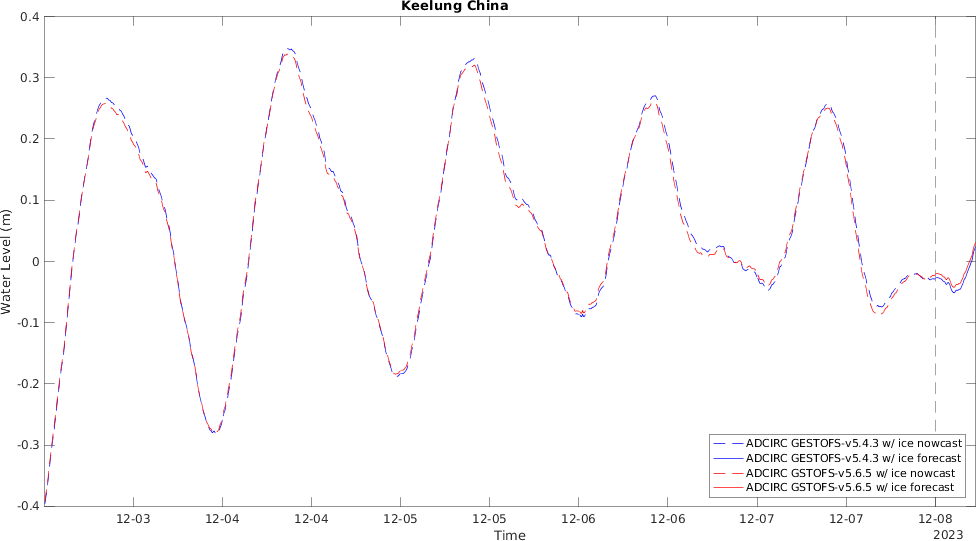 Keelung China
0.4
0.3
0.2
0.1
0
-0.1
-0.2
-0.3
-0.4
Water Level (m)
12-03
12-04
12-04
12-05
12-05
12-06
12-06
12-07
12-07
12-08
2023
Time
ADCIRC GESTOFS-v5.4.3 w/ ice nowcast
ADCIRC GESTOFS-v5.4.3 w/ ice forecast
ADCIRC GSTOFS-v5.6.5 w/ ice nowcast
ADCIRC GSTOFS-v5.6.5 w/ ice forecast